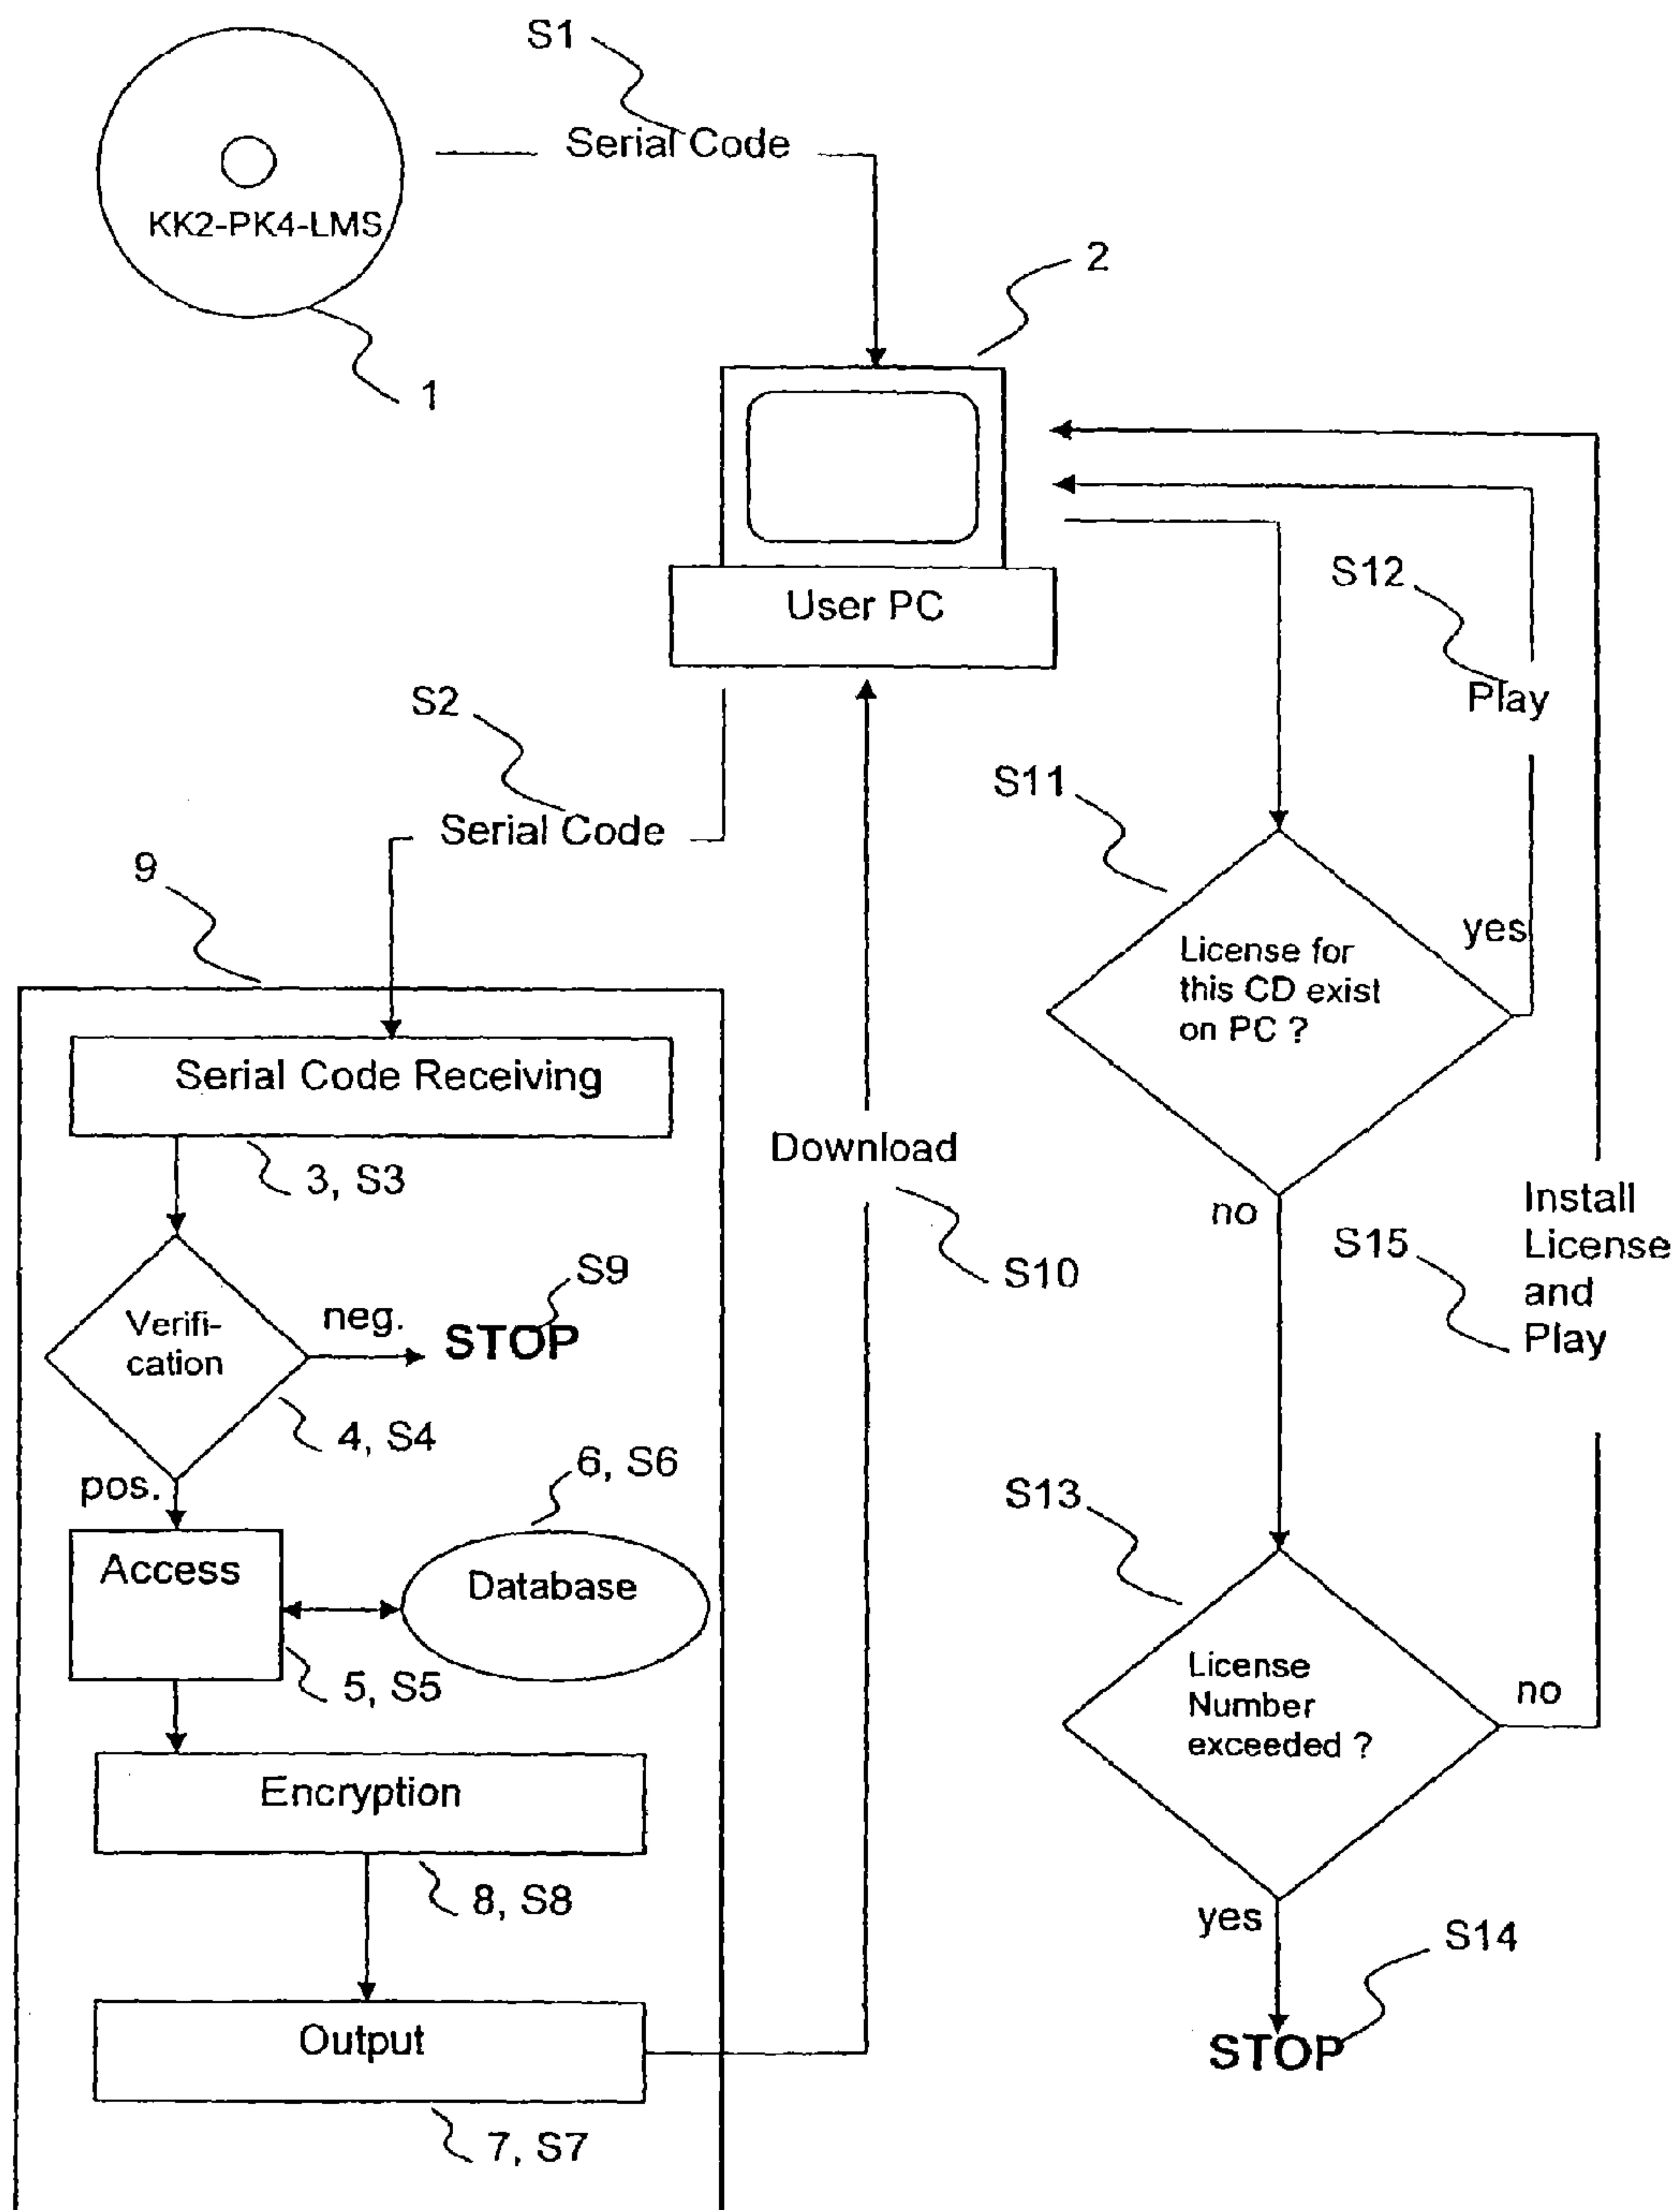 S1
Serial Code
KK2-PK4-LMS
1
2
User PC
S12
Play
S2
Serial Code
S11
9
License for
this CD exist
on PC ?
yes
no
Serial Code Receiving
3, S3
Download
S10
Install
License
and
Play
S15
Verifi-
cation
neg.
STOP
S9
4, S4
pos.
6, S6
Access
Database
5, S5
S13
License
Number
exceeded ?
no
yes
Encryption
8, S8
S14
STOP
Output
7, S7